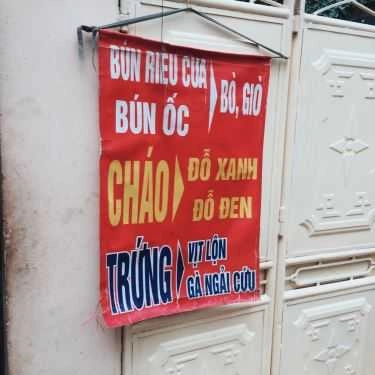 BÚN RIÊU CUA
BÚN ỐC
BÒ, GIÒ
CHÁO
ĐỖ XANH
ĐỖ ĐEN
TRỨNG
VỊT LỘN
GÀ NGẢI CỨU